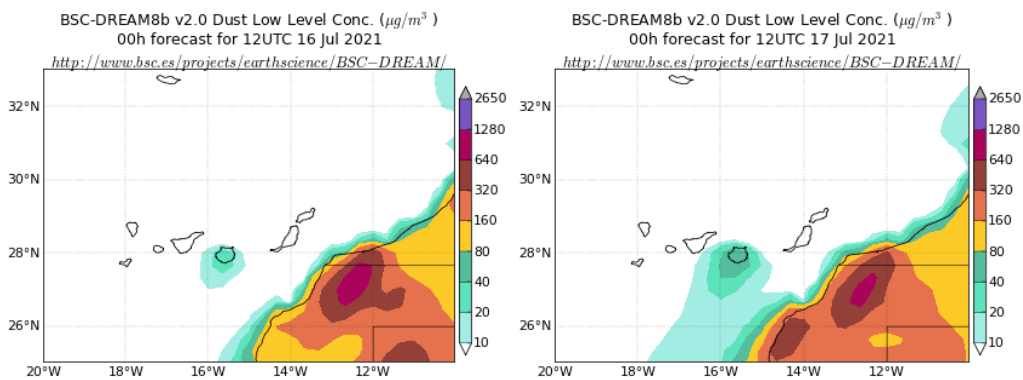 BSC-DREAM8b v2.0 Dust Low Level Conc. (μg/m³ )
00h forecast for 12UTC 16 Jul 2021
http://www.bsc.es/projects/earthscience/BSC−DREAM/
32°N
30°N
28°N
26°N
20°W 18°W 16°W 14°W 12°W
2650
1280
640
320
160
80
40
20
10
BSC-DREAM8b v2.0 Dust Low Level Conc. (μg/m³ )
00h forecast for 12UTC 17 Jul 2021
http://www.bsc.es/projects/earthscience/BSC−DREAM/
32°N
30°N
28°N
26°N
20°W 18°W 16°W 14°W 12°W
2650
1280
640
320
160
80
40
20
10